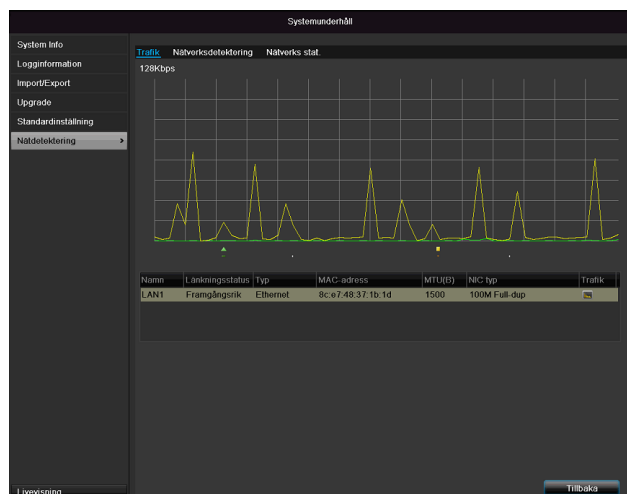 Systemunderhåll
System Info
Logginformation
Import/Export
Upgrade
Standardinställning
Nätdetektering >
Livevisning
Trafik Nätverksdetektering Nätverks stat.
128Kbps
Namn Länkningsstatus Typ MAC-adress MTU(B) NIC typ Trafik
LAN1 Framgångsrik Ethernet 8c:e7:48:37:1b:1d 1500 100M Full-dup
Tillbaka